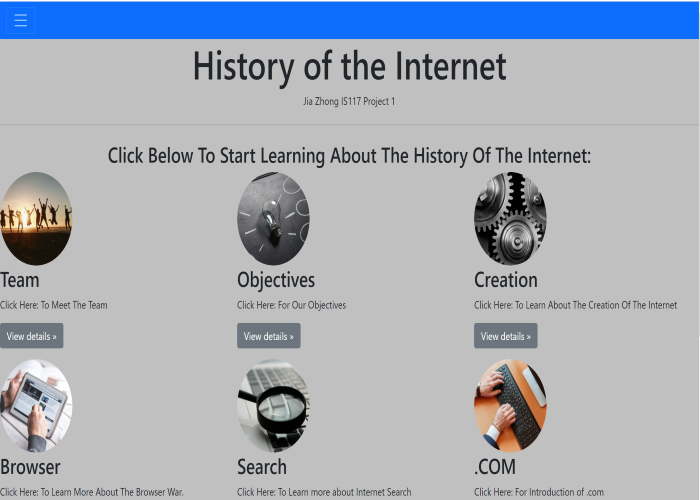 History of the Internet
Jia Zhong IS117 Project 1
Click Below To Start Learning About The History Of The Internet:
Team
Click Here: To Meet The Team
View details »
Objectives
Click Here: For Our Objectives
View details »
Creation
Click Here: To Learn About The Creation Of The Internet
View details »
Browser
Click Here: To Learn More About The Browser War.
Search
Click Here: To Learn more about Internet Search
.COM
Click Here: For Introduction of .com